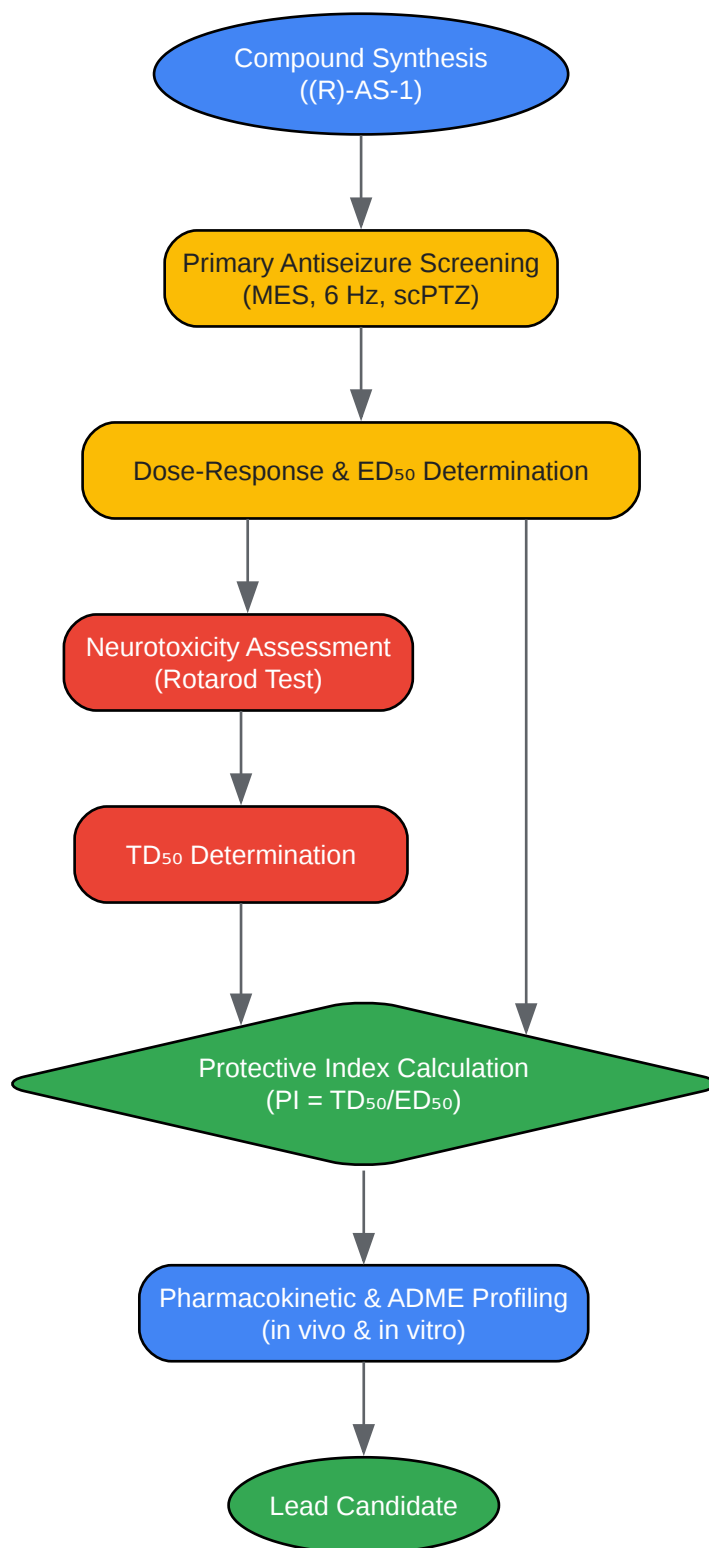 Compound Synthesis
((R)-AS-1)
Primary Antiseizure Screening
(MES, 6 Hz, scPTZ)
Dose-Response & ED₅₀ Determination
Neurotoxicity Assessment
(Rotarod Test)
TD₅₀ Determination
Protective Index Calculation
(PI = TD₅₀/ED₅₀)
Pharmacokinetic & ADME Profiling
(in vivo & in vitro)
Lead Candidate